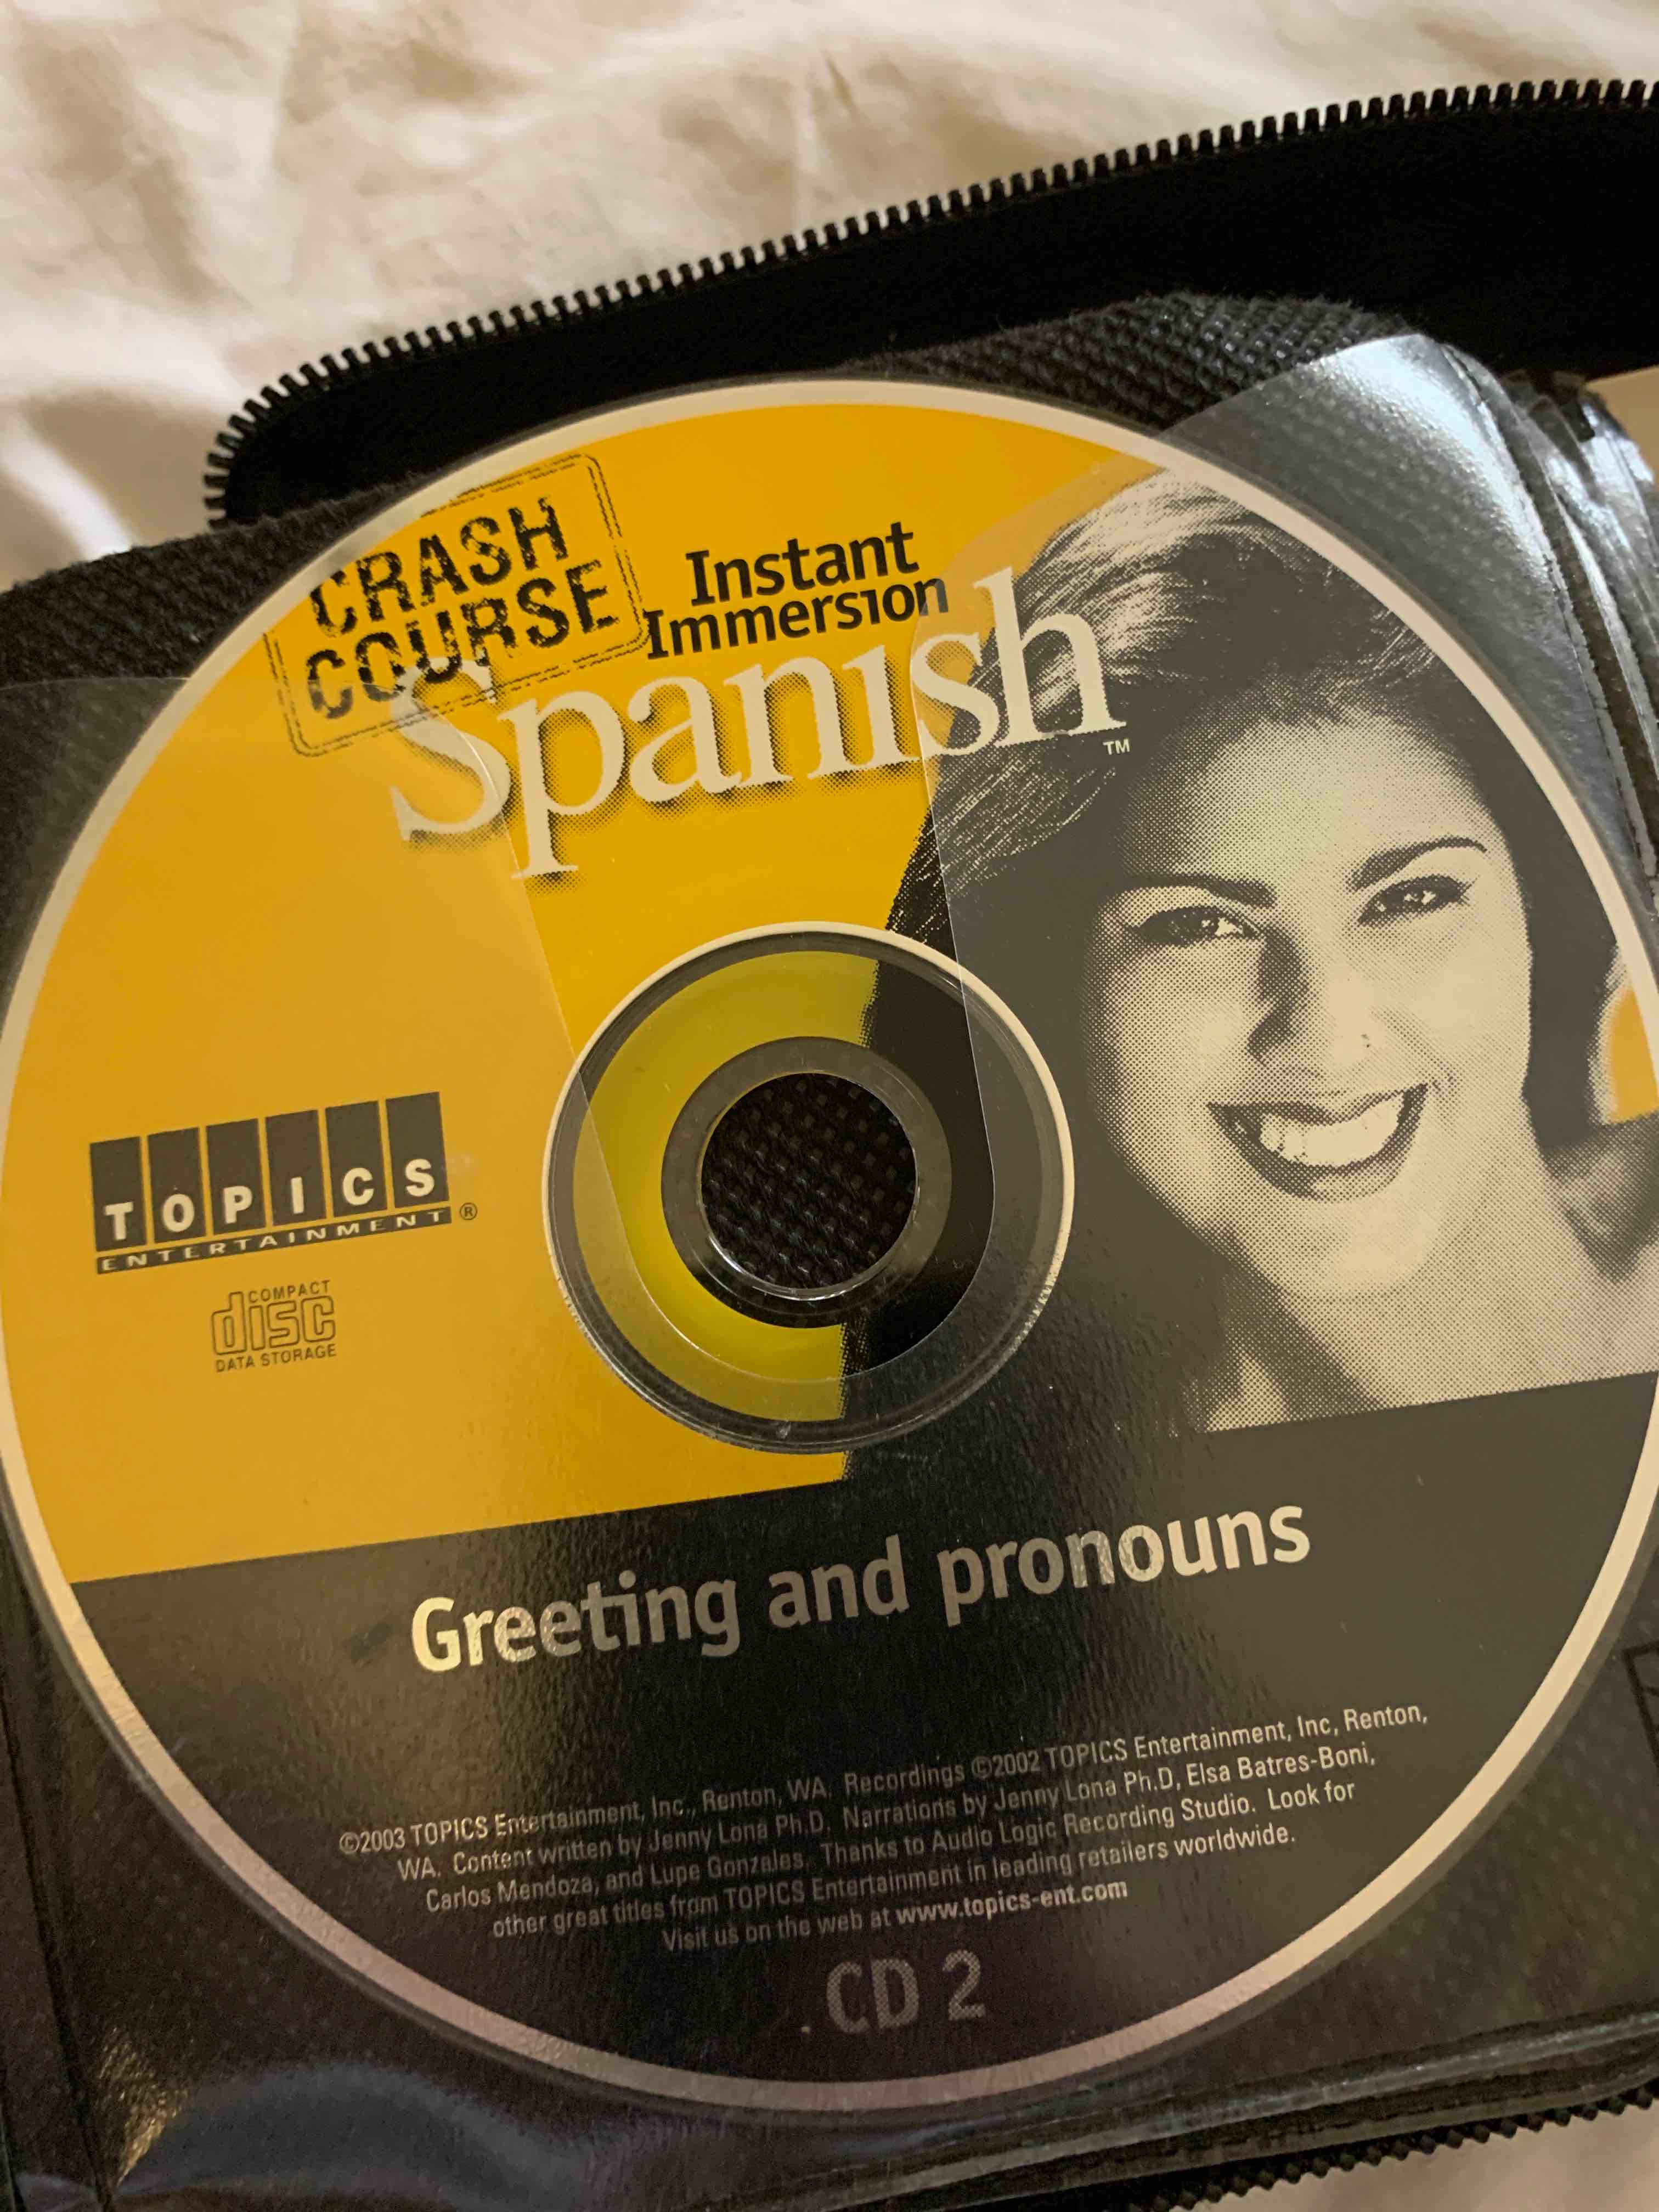 CRASH
COURSE
Instant
Immersion
Spanish™
TOPICS
ENTERTAINMENT®
COMPACT
disc
DATA STORAGE
Greeting and pronouns
©2003 TOPICS Entertainment, Inc., Renton, WA. Recordings ©2002 TOPICS Entertainment, Inc, Renton,
WA. Content written by Jenny Lona Ph.D. Narrations by Jenny Lona Ph.D, Elsa Batres-Boni,
Carlos Mendoza, and Lupe Gonzales. Thanks to Audio Logic Recording Studio. Look for
other great titles from TOPICS Entertainment in leading retailers worldwide.
Visit us on the web at www.topics-ent.com
CD 2